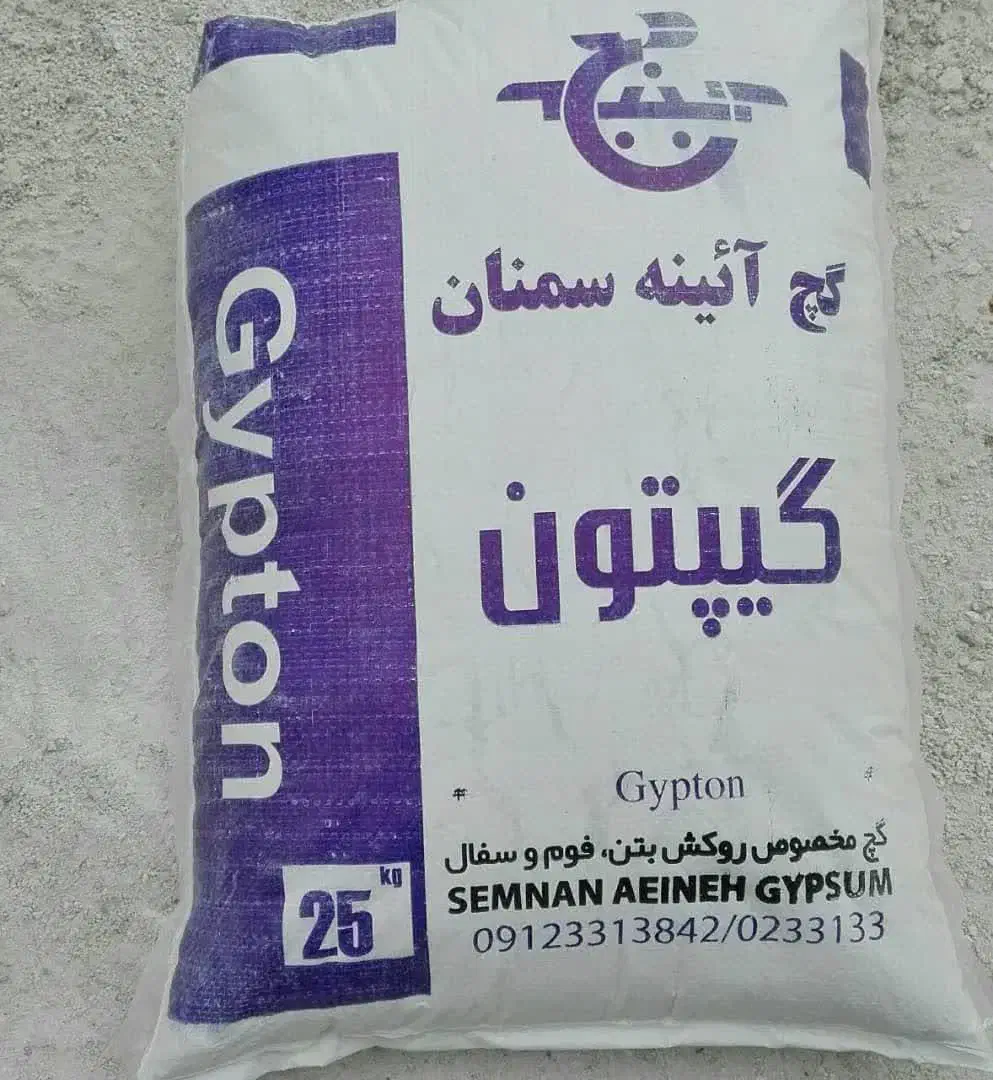 گچ آئینه سمنان
گیپتون
Gypton
Gypton
گچ مخصوص روکش بتن، فوم و سفال
SEMNAN AEINEH GYPSUM
09123313842/0233133
25 kg